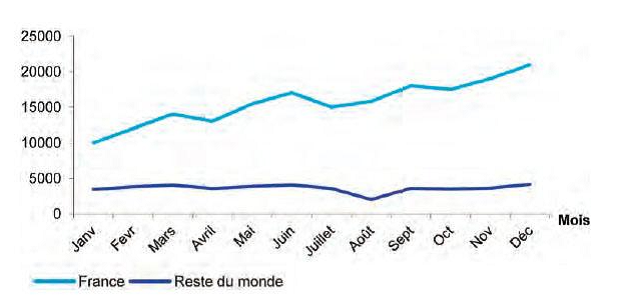 25000
20000
15000
10000
5000
0
Janv Fevr Mars Avril Mai Juin Juillet Août Sept Oct Nov Déc
Mois
France Reste du monde